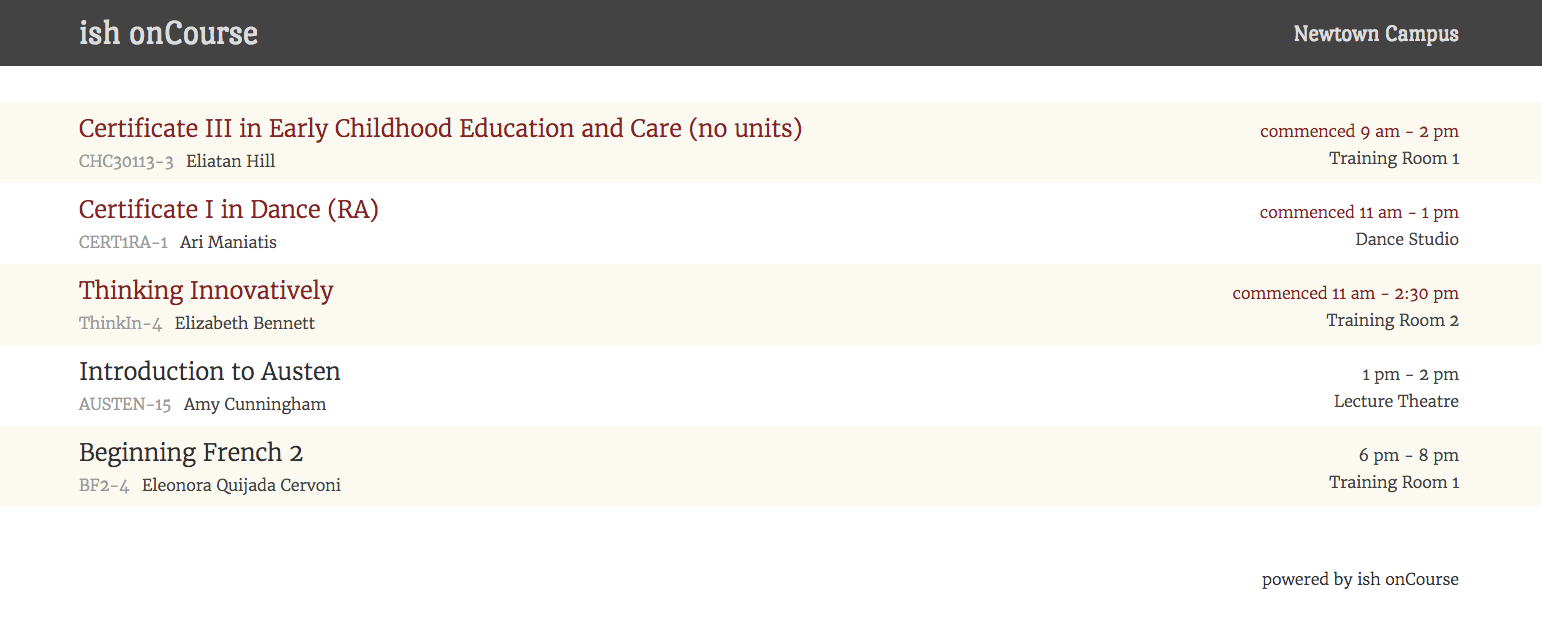 ish onCourse
Newtown Campus
Certificate III in Early Childhood Education and Care (no units)
commenced 9 am - 2 pm
CHC30113-3 Eliatan Hill
Training Room 1
Certificate I in Dance (RA)
commenced 11 am - 1 pm
CERT1RA-1 Ari Maniatis
Dance Studio
Thinking Innovatively
commenced 11 am - 2:30 pm
ThinkIn-4 Elizabeth Bennett
Training Room 2
Introduction to Austen
1 pm - 2 pm
AUSTEN-15 Amy Cunningham
Lecture Theatre
Beginning French 2
6 pm - 8 pm
BF2-4 Eleonora Quijada Cervoni
Training Room 1
powered by ish onCourse